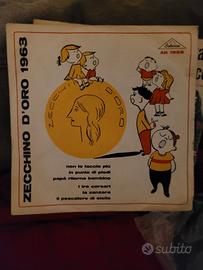 ZECCHINO D'ORO 1963
ZECCHINO D'ORO
non lo faccio più
in punta di piedi
papà ritorna bambino
i tre corsari
la zanzara
il pescatore di sicilia
subito